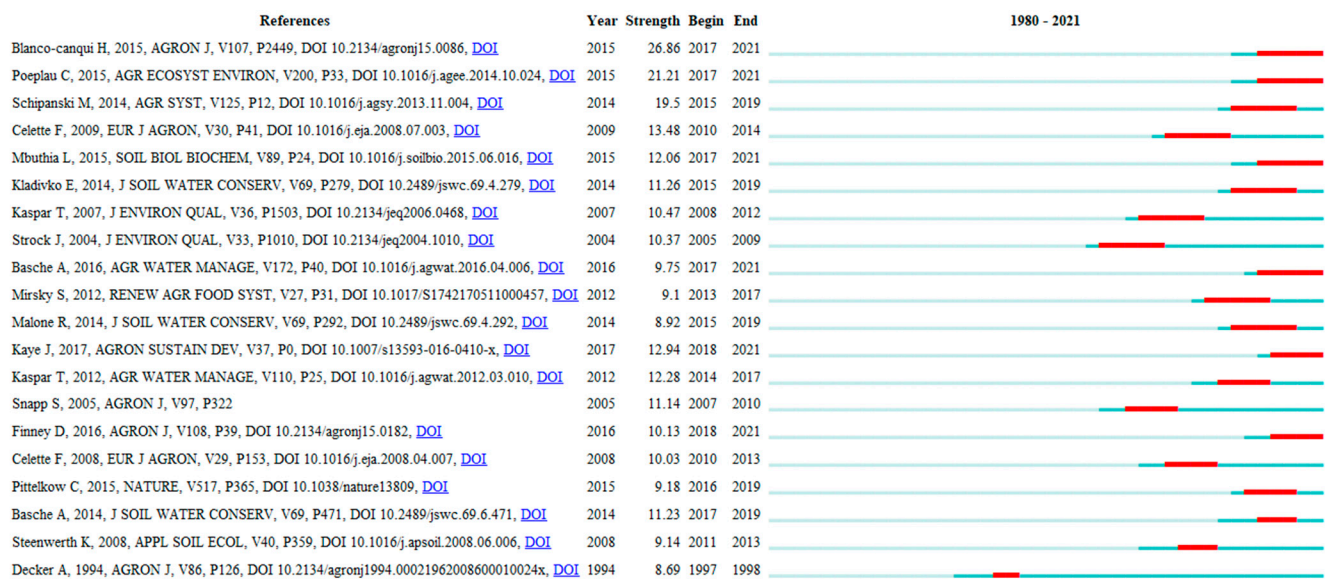 References Year Strength Begin End 1980 - 2021
Blanco-canqui H, 2015, AGRON J, V107, P2449, DOI 10.2134/agronj15.0086, DOI 2015 26.86 2017 2021
Poeplau C, 2015, AGR ECOSYST ENVIRON, V200, P33, DOI 10.1016/j.agee.2014.10.024, DOI 2015 21.21 2017 2021
Schipanski M, 2014, AGR SYST, V125, P12, DOI 10.1016/j.agsy.2013.11.004, DOI 2014 19.5 2015 2019
Celette F, 2009, EUR J AGRON, V30, P41, DOI 10.1016/j.eja.2008.07.003, DOI 2009 13.48 2010 2014
Mbuthia L, 2015, SOIL BIOL BIOCHEM, V89, P24, DOI 10.1016/j.soilbio.2015.06.016, DOI 2015 12.06 2017 2021
Kladivko E, 2014, J SOIL WATER CONSERV, V69, P279, DOI 10.2489/jswc.69.4.279, DOI 2014 11.26 2015 2019
Kaspar T, 2007, J ENVIRON QUAL, V36, P1503, DOI 10.2134/jeq2006.0468, DOI 2007 10.47 2008 2012
Strock J, 2004, J ENVIRON QUAL, V33, P1010, DOI 10.2134/jeq2004.1010, DOI 2004 10.37 2005 2009
Basche A, 2016, AGR WATER MANAGE, V172, P40, DOI 10.1016/j.agwat.2016.04.006, DOI 2016 9.75 2017 2021
Mirsky S, 2012, RENEW AGR FOOD SYST, V27, P31, DOI 10.1017/S1742170511000457, DOI 2012 9.1 2013 2017
Malone R, 2014, J SOIL WATER CONSERV, V69, P292, DOI 10.2489/jswc.69.4.292, DOI 2014 8.92 2015 2019
Kaye J, 2017, AGRON SUSTAIN DEV, V37, P0, DOI 10.1007/s13593-016-0410-x, DOI 2017 12.94 2018 2021
Kaspar T, 2012, AGR WATER MANAGE, V110, P25, DOI 10.1016/j.agwat.2012.03.010, DOI 2012 12.28 2014 2017
Snapp S, 2005, AGRON J, V97, P322 2005 11.14 2007 2010
Finney D, 2016, AGRON J, V108, P39, DOI 10.2134/agronj15.0182, DOI 2016 10.13 2018 2021
Celette F, 2008, EUR J AGRON, V29, P153, DOI 10.1016/j.eja.2008.04.007, DOI 2008 10.03 2010 2013
Pittelkow C, 2015, NATURE, V517, P365, DOI 10.1038/nature13809, DOI 2015 9.18 2016 2019
Basche A, 2014, J SOIL WATER CONSERV, V69, P471, DOI 10.2489/jswc.69.6.471, DOI 2014 11.23 2017 2019
Steenwerth K, 2008, APPL SOIL ECOL, V40, P359, DOI 10.1016/j.apsoil.2008.06.006, DOI 2008 9.14 2011 2013
Decker A, 1994, AGRON J, V86, P126, DOI 10.2134/agronj1994.00021962008600010024x, DOI 1994 8.69 1997 1998